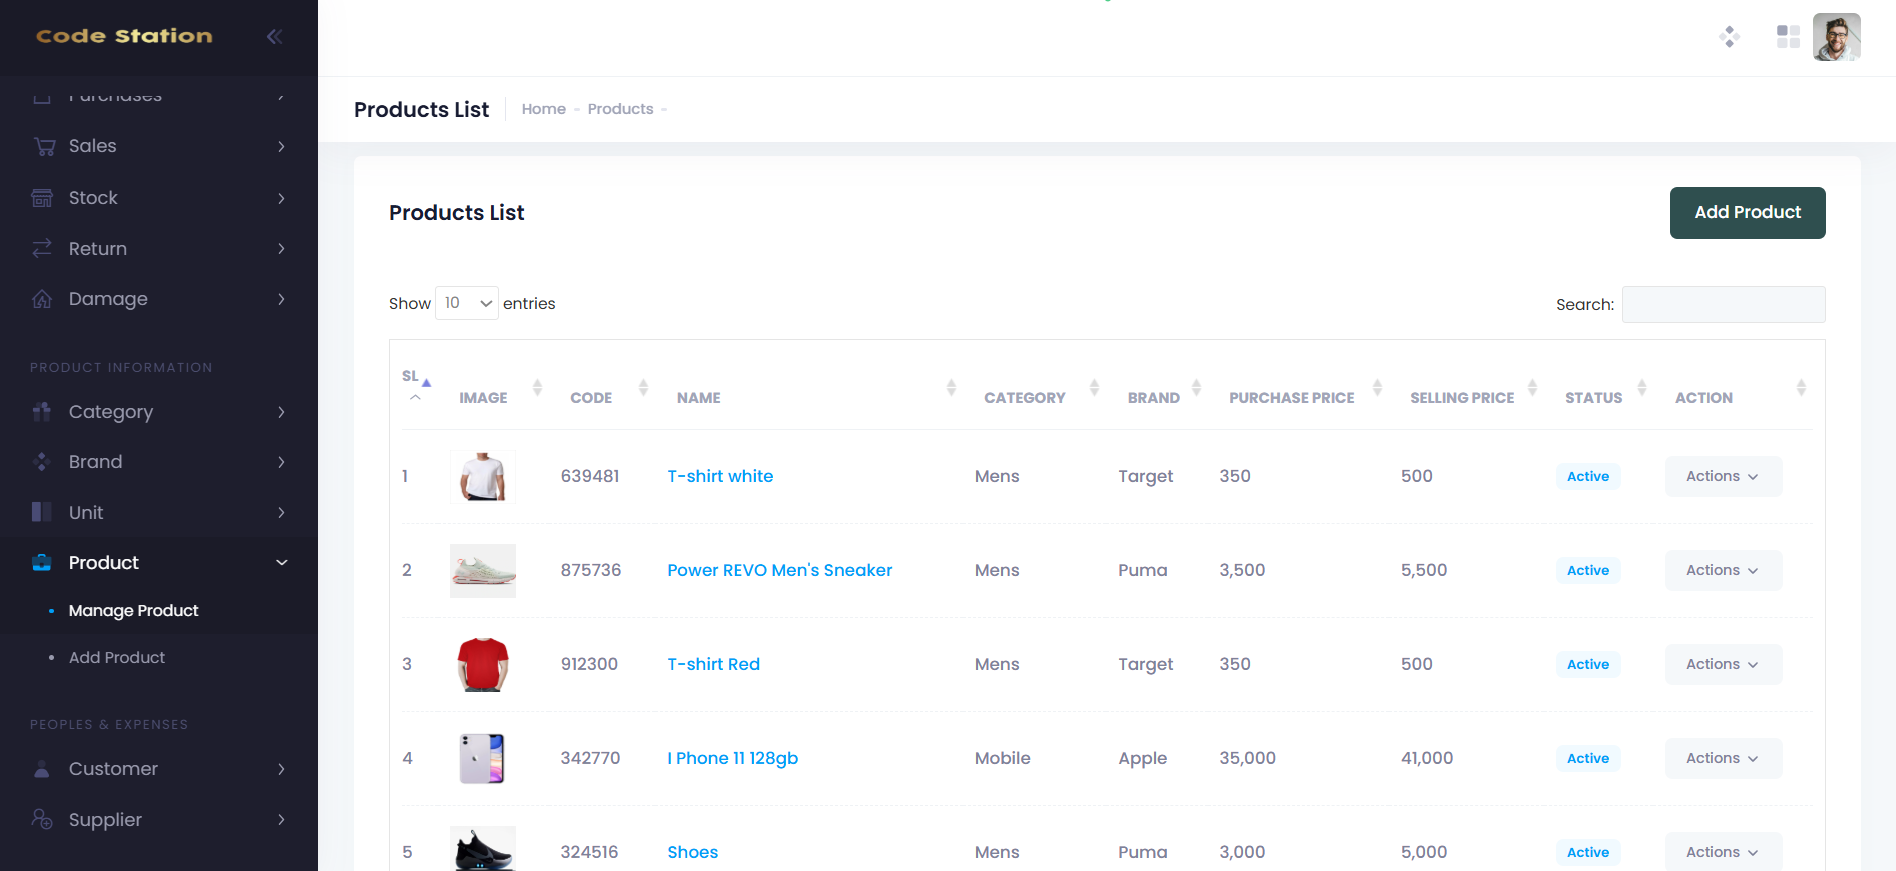 Code Station
Purchases
Sales
Stock
Return
Damage
PRODUCT INFORMATION
Category
Brand
Unit
Product
Manage Product
Add Product
PEOPLES & EXPENSES
Customer
Supplier
Products List
Home - Products -
Products List
Add Product
Show 10 entries
Search:
SL IMAGE CODE NAME CATEGORY BRAND PURCHASE PRICE SELLING PRICE STATUS ACTION
1 639481 T-shirt white Mens Target 350 500 Active Actions
2 875736 Power REVO Men's Sneaker Mens Puma 3,500 5,500 Active Actions
3 912300 T-shirt Red Mens Target 350 500 Active Actions
4 342770 I Phone 11 128gb Mobile Apple 35,000 41,000 Active Actions
5 324516 Shoes Mens Puma 3,000 5,000 Active Actions